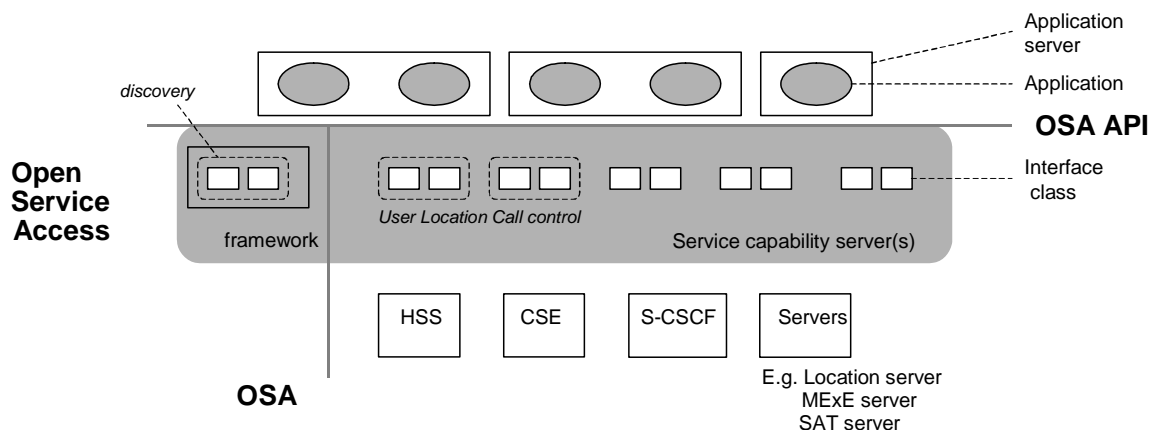 Application
server
discovery
Application
OSA API
Open
Service
Access
Interface
class
User Location Call control
framework
Service capability server(s)
HSS
CSE
S-CSCF
Servers
OSA
E.g. Location server
MExE server
SAT server